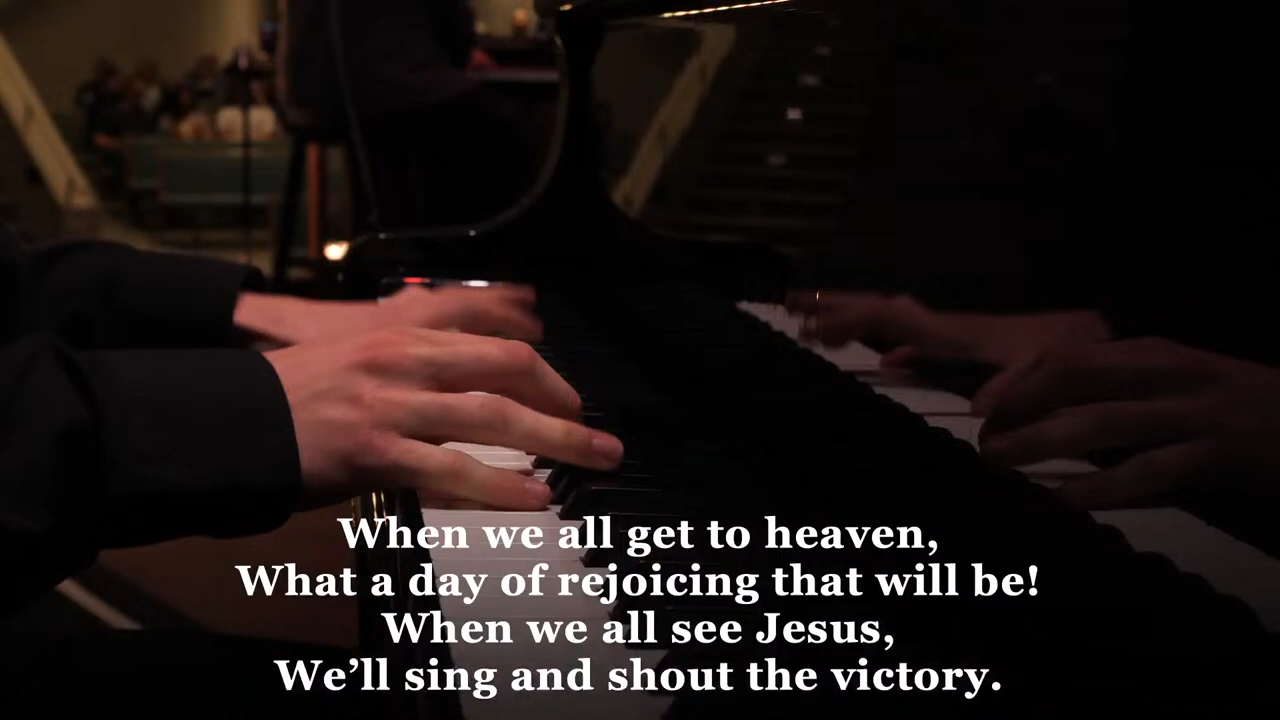 When we all get to heaven,
What a day of rejoicing that will be!
When we all see Jesus,
We’ll sing and shout the victory.